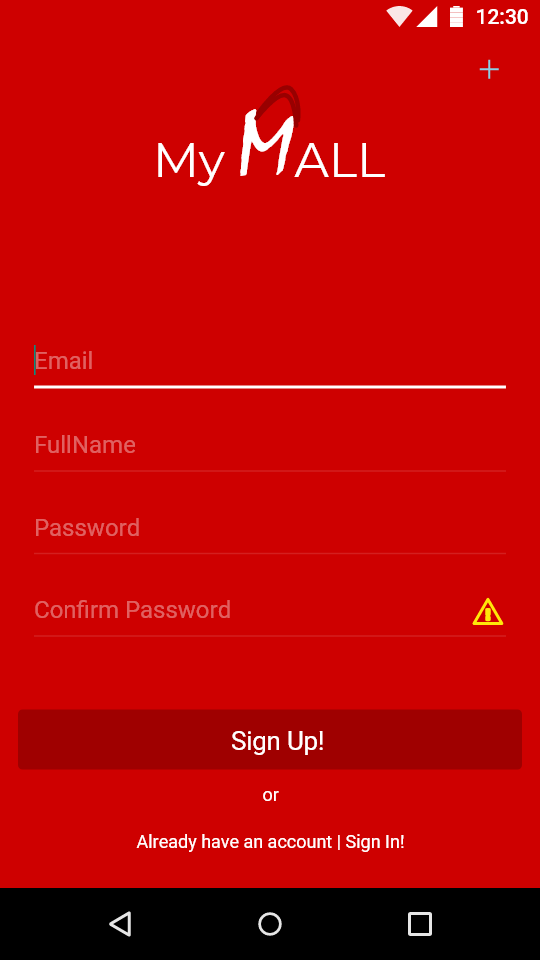 12:30
My MALL
Email
FullName
Password
Confirm Password
Sign Up!
or
Already have an account | Sign In!